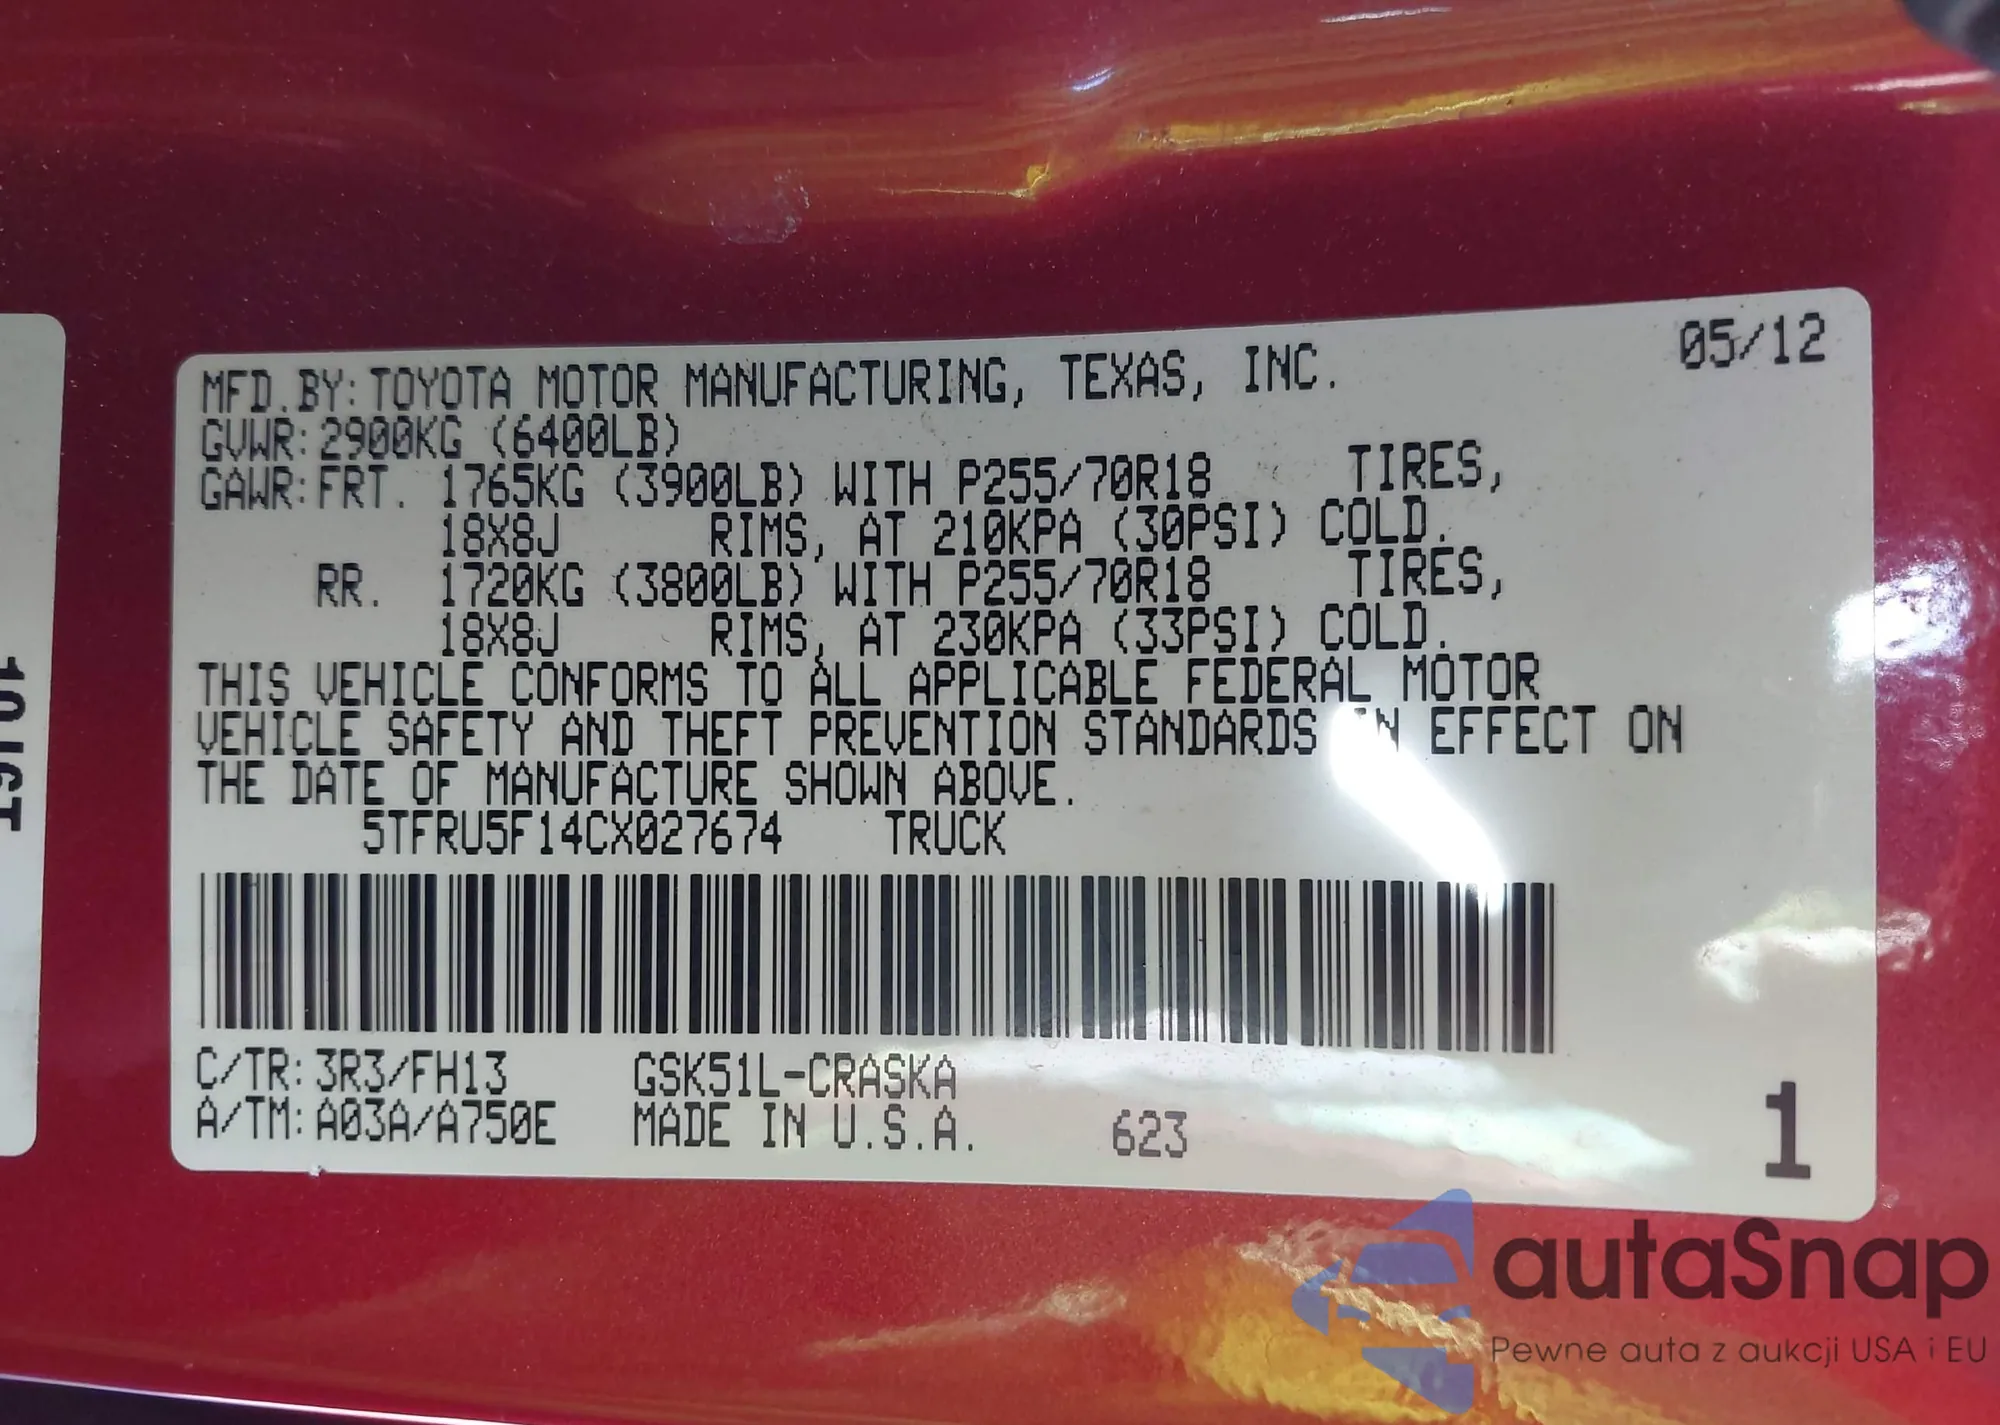 05/12
MFD.BY:TOYOTA MOTOR MANUFACTURING, TEXAS, INC.
GVWR:2900KG (6400LB)
GAWR:FRT. 1765KG (3900LB) WITH P255/70R18 TIRES,
18X8J RIMS, AT 210KPA (30PSI) COLD.
RR. 1720KG (3800LB) WITH P255/70R18 TIRES,
18X8J RIMS, AT 230KPA (33PSI) COLD.
THIS VEHICLE CONFORMS TO ALL APPLICABLE FEDERAL MOTOR
VEHICLE SAFETY AND THEFT PREVENTION STANDARDS IN EFFECT ON
THE DATE OF MANUFACTURE SHOWN ABOVE.
5TFRU5F14CX027674 TRUCK
C/TR:3R3/FH13 GSK51L-CRASKA
A/TM:A03A/A750E MADE IN U.S.A. 623
1
autaSnap
Pewne auta z aukcji USA i EU